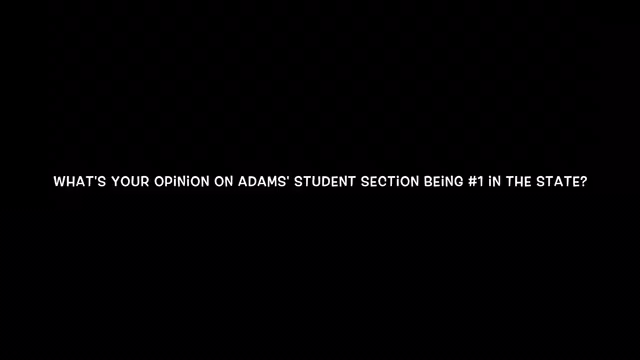 WHAT'S YOUR OPINION ON ADAMS' STUDENT SECTION BEING #1 IN THE STATE?